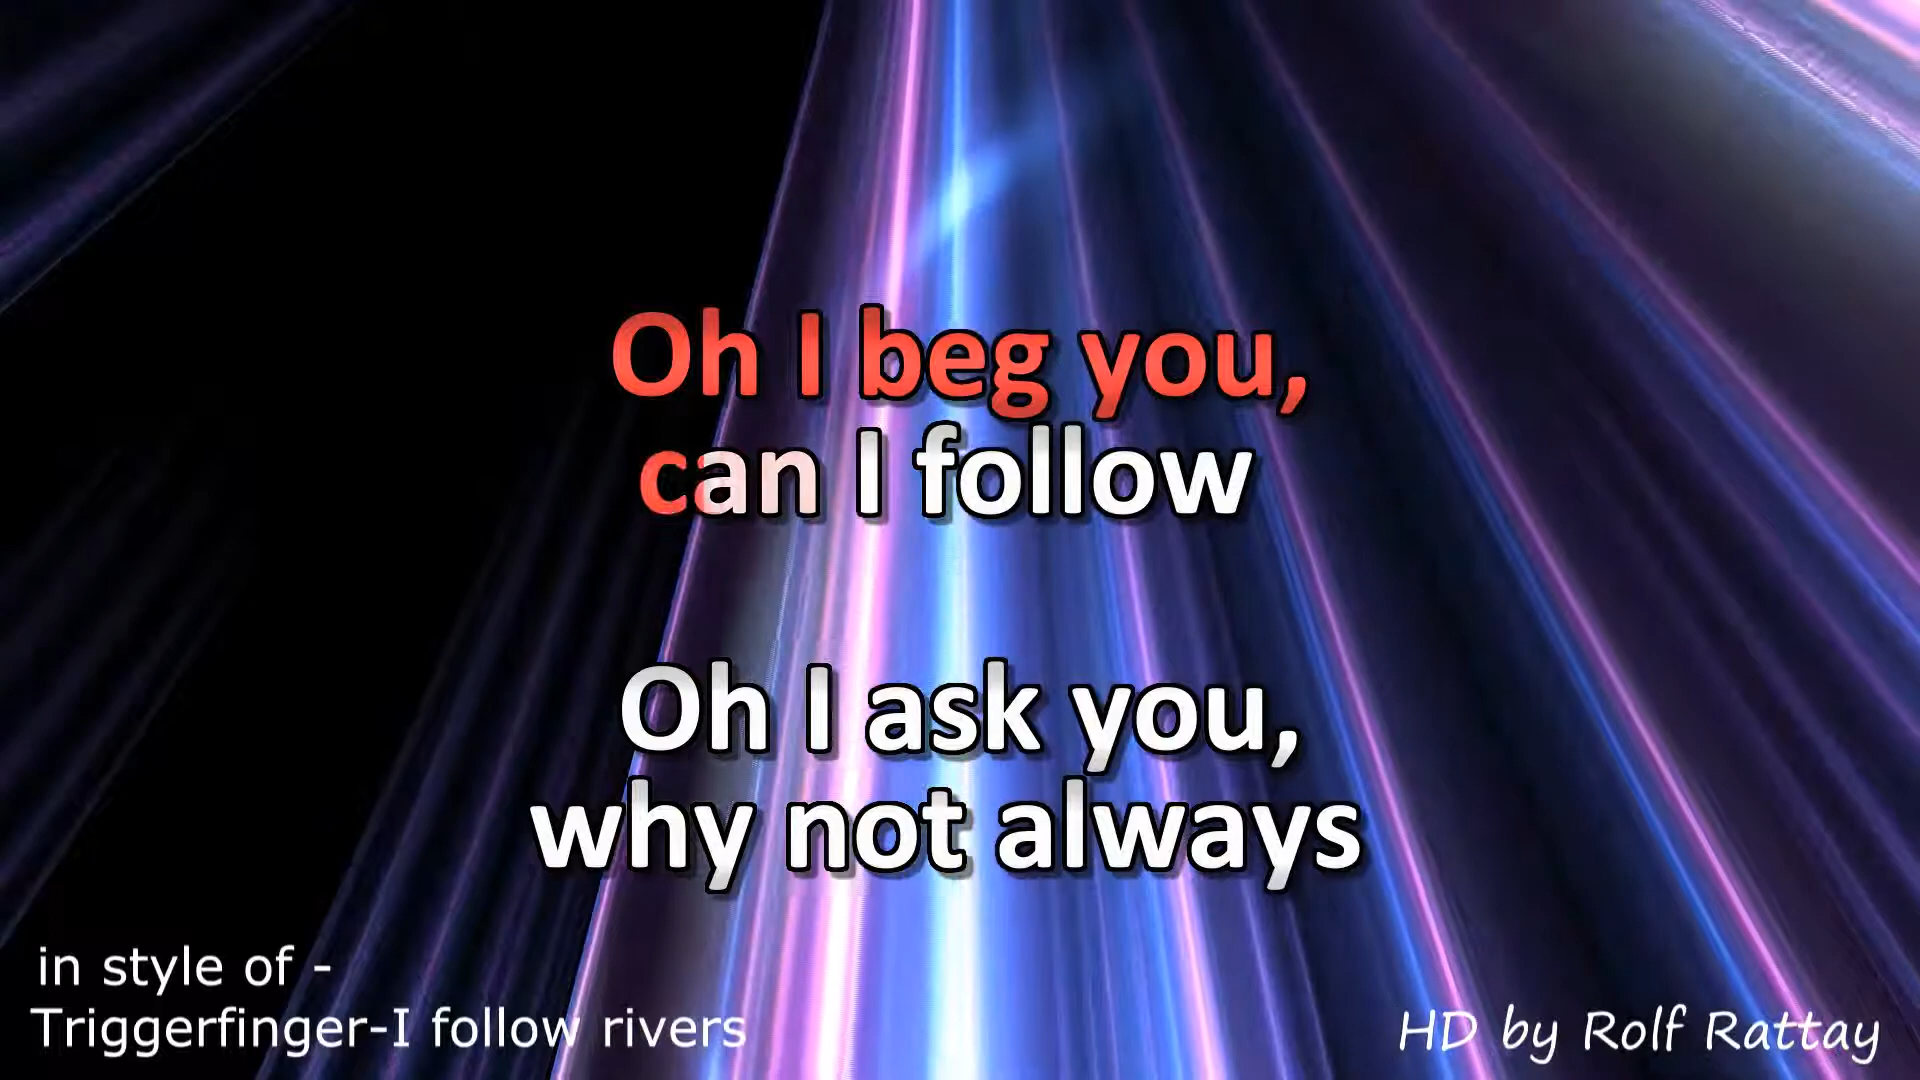 Oh I beg you,
can I follow
Oh I ask you,
why not always
in style of -
Triggerfinger-I follow rivers
HD by Rolf Rattay